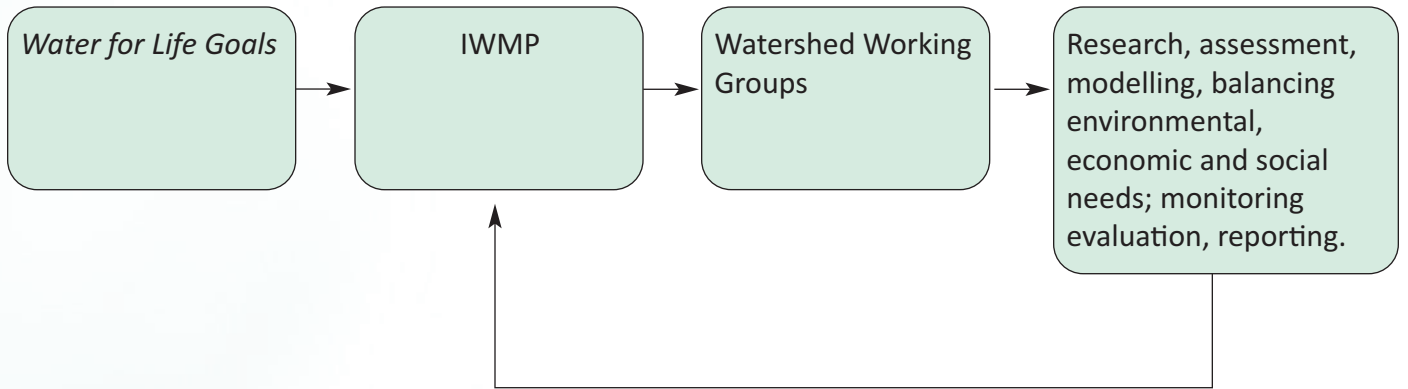 Water for Life Goals
IWMP
Watershed Working
Groups
Research, assessment,
modelling, balancing
environmental,
economic and social
needs; monitoring
evaluation, reporting.